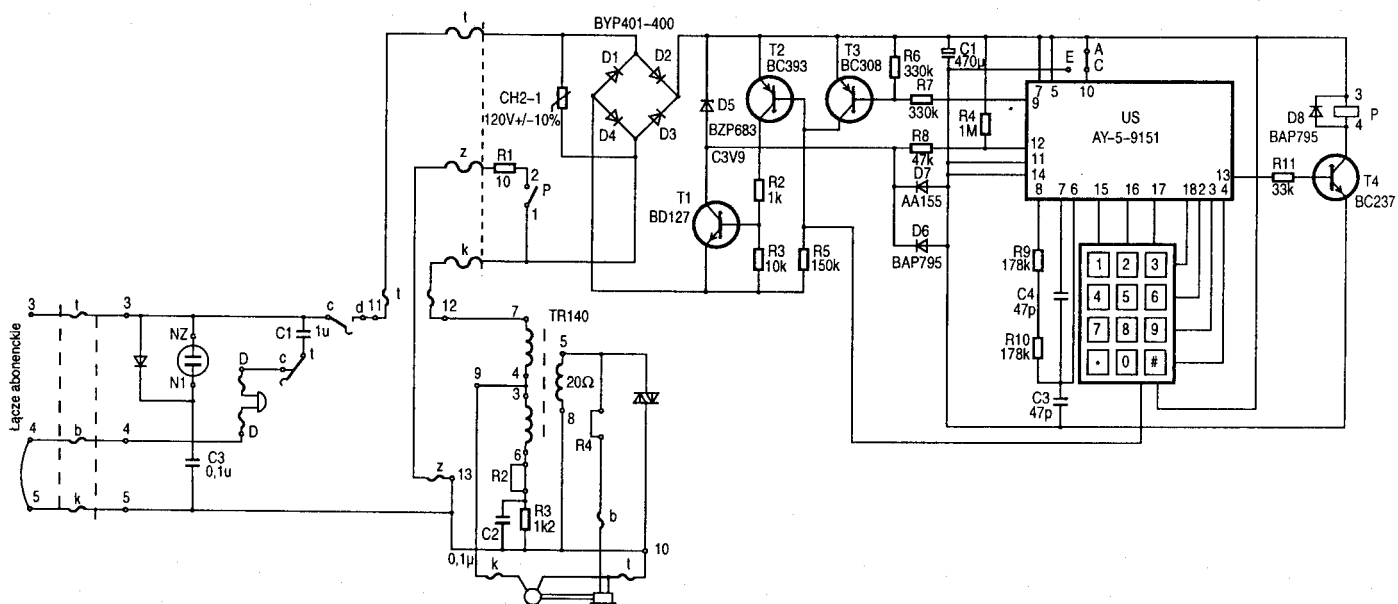 t
BYP401-400
D1
D2
D4
D3
CH2-1
120V+/-10%
z
R1
10
2
P
1
k
D5
BZP683
C3V9
T1
BD127
T2
BC393
R2
1k
R3
10k
R5
150k
T3
BC308
R6
330k
R7
330k
R8
47k
D7
AA155
D6
BAP795
C1
470µ
E
A
C
R4
1M
7
5
10
9
US
AY-5-9151
12
11
14
13
8
7
6
15
16
17
18
2
3
4
R9
178k
C4
47p
R10
178k
C3
47p
1
2
3
4
5
6
7
8
9
0
#
R11
33k
D8
BAP795
3
P
4
T4
BC237
Łącze abonenckie
3
t
3
NZ
N1
C1
1u
c
d
11
t
c
t
D
D
4
b
4
C3
0,1u
5
k
5
12
z
13
9
7
TR140
4
3
6
R2
C2
0,1µ
R3
1k2
5
20Ω
8
R4
b
10
k
t